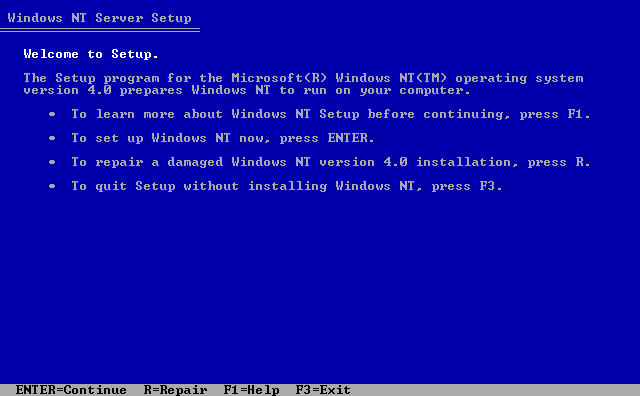 Windows NT Server Setup
Welcome to Setup.
The Setup program for the Microsoft(R) Windows NT(TM) operating system
version 4.0 prepares Windows NT to run on your computer.
• To learn more about Windows NT Setup before continuing, press F1.
• To set up Windows NT now, press ENTER.
• To repair a damaged Windows NT version 4.0 installation, press R.
• To quit Setup without installing Windows NT, press F3.
ENTER=Continue R=Repair F1=Help F3=Exit